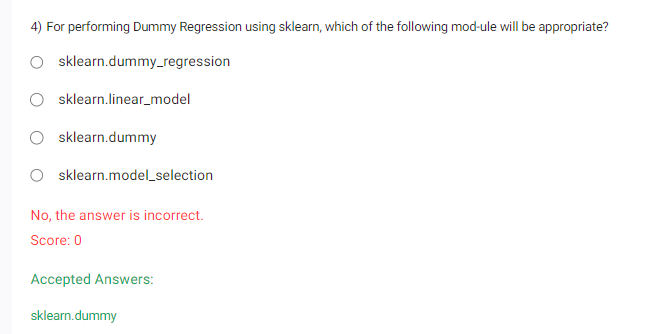 4) For performing Dummy Regression using sklearn, which of the following mod-ule will be appropriate?
sklearn.dummy_regression
sklearn.linear_model
sklearn.dummy
sklearn.model_selection
No, the answer is incorrect.
Score: 0
Accepted Answers:
sklearn.dummy